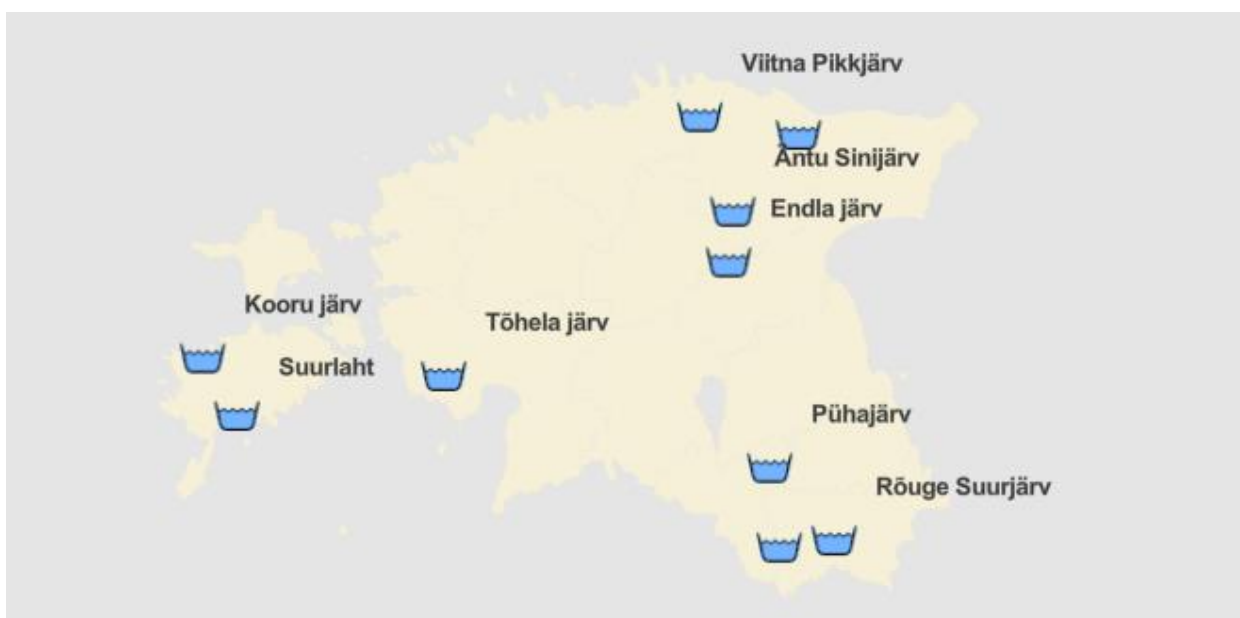 Viitna Pikkjärv
Äntu Sinijärv
Endla järv
Kooru järv
Tõhela järv
Suurlaht
Pühajärv
Rõuge Suurjärv